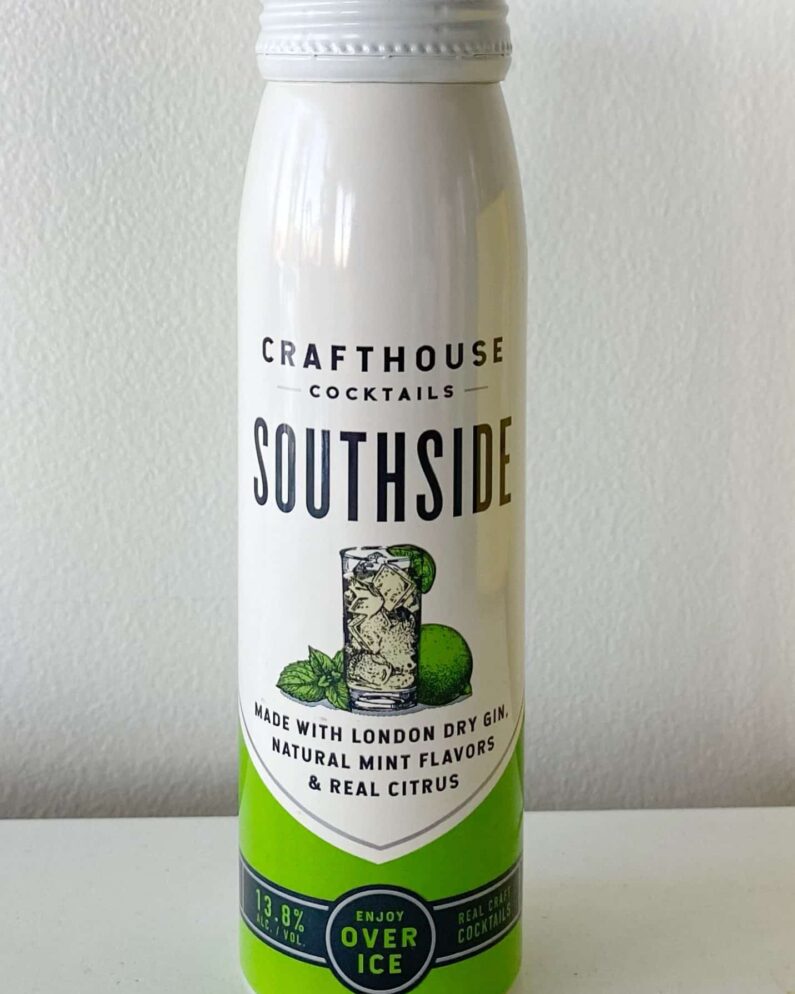 CRAFTHOUSE
COCKTAILS
SOUTHSIDE
MADE WITH LONDON DRY GIN,
NATURAL MINT FLAVORS
& REAL CITRUS
13.8%
ALC. / VOL.
ENJOY
OVER
ICE
REAL CRAFT
COCKTAILS